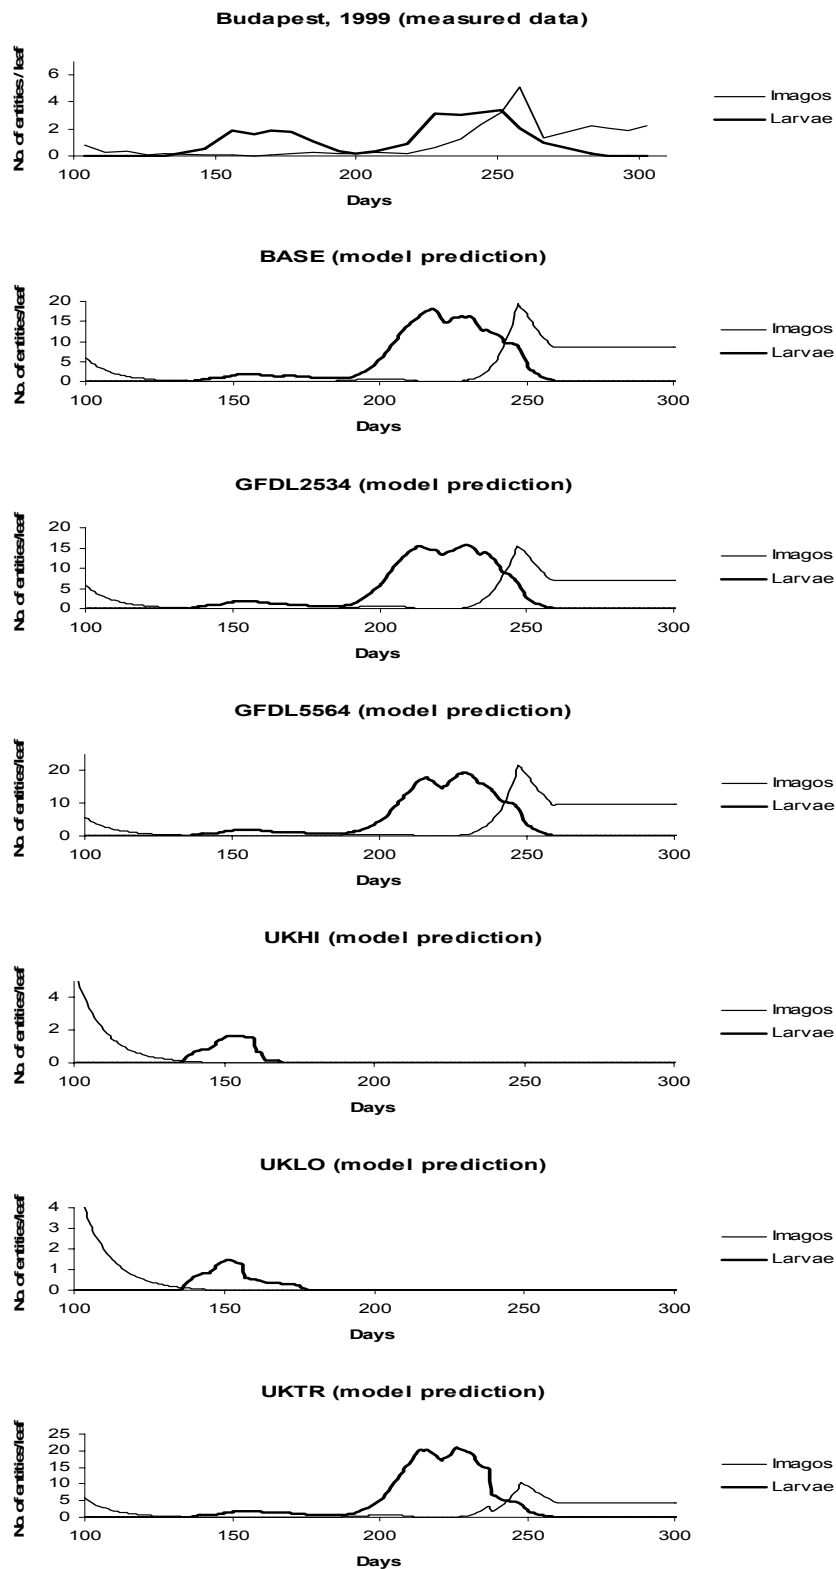 Budapest, 1999 (measured data)
No. of entities / leaf
6
4
2
0
100 150 200 250 300
Days
Imagos
Larvae
BASE (model prediction)
No. of entities/leaf
20
15
10
5
0
100 150 200 250 300
Days
Imagos
Larvae
GFDL2534 (model prediction)
No. of entities/leaf
20
15
10
5
0
100 150 200 250 300
Days
Imagos
Larvae
GFDL5564 (model prediction)
No. of entities/leaf
20
10
0
100 150 200 250 300
Days
Imagos
Larvae
UKHI (model prediction)
No. of entities/leaf
4
2
0
100 150 200 250 300
Days
Imagos
Larvae
UKLO (model prediction)
No. of entities/leaf
4
3
2
1
0
100 150 200 250 300
Days
Imagos
Larvae
UKTR (model prediction)
No. of entities/leaf
25
20
15
10
5
0
100 150 200 250 300
Days
Imagos
Larvae